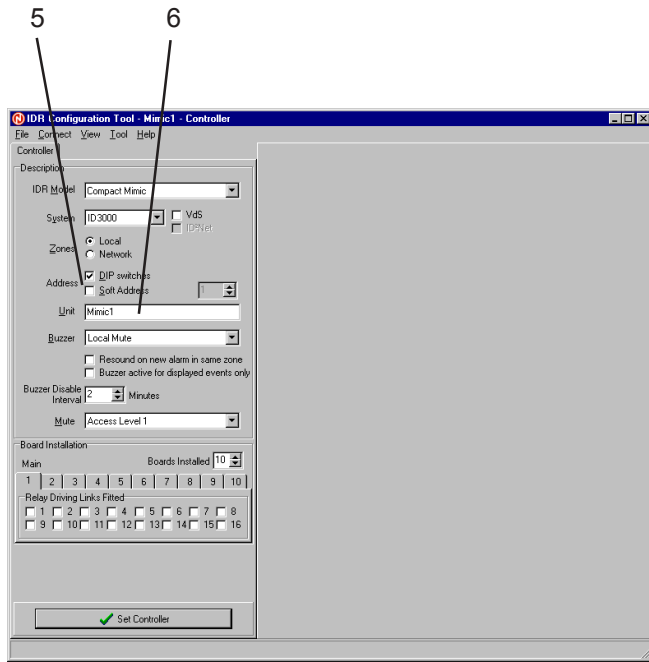 5 6
IDR Configuration Tool - Mimic1 - Controller
File Connect View Tool Help
Controller
Description
IDR Model Compact Mimic
System ID3000 VdS
ID²Net
Zones Local
Network
Address DIP switches
Soft Address 1
Unit Mimic1
Buzzer Local Mute
Resound on new alarm in same zone
Buzzer active for displayed events only
Buzzer Disable
Interval 2 Minutes
Mute Access Level 1
Board Installation
Main Boards Installed 10
1 2 3 4 5 6 7 8 9 10
Relay Driving Links Fitted
1 2 3 4 5 6 7 8
9 10 11 12 13 14 15 16
Set Controller